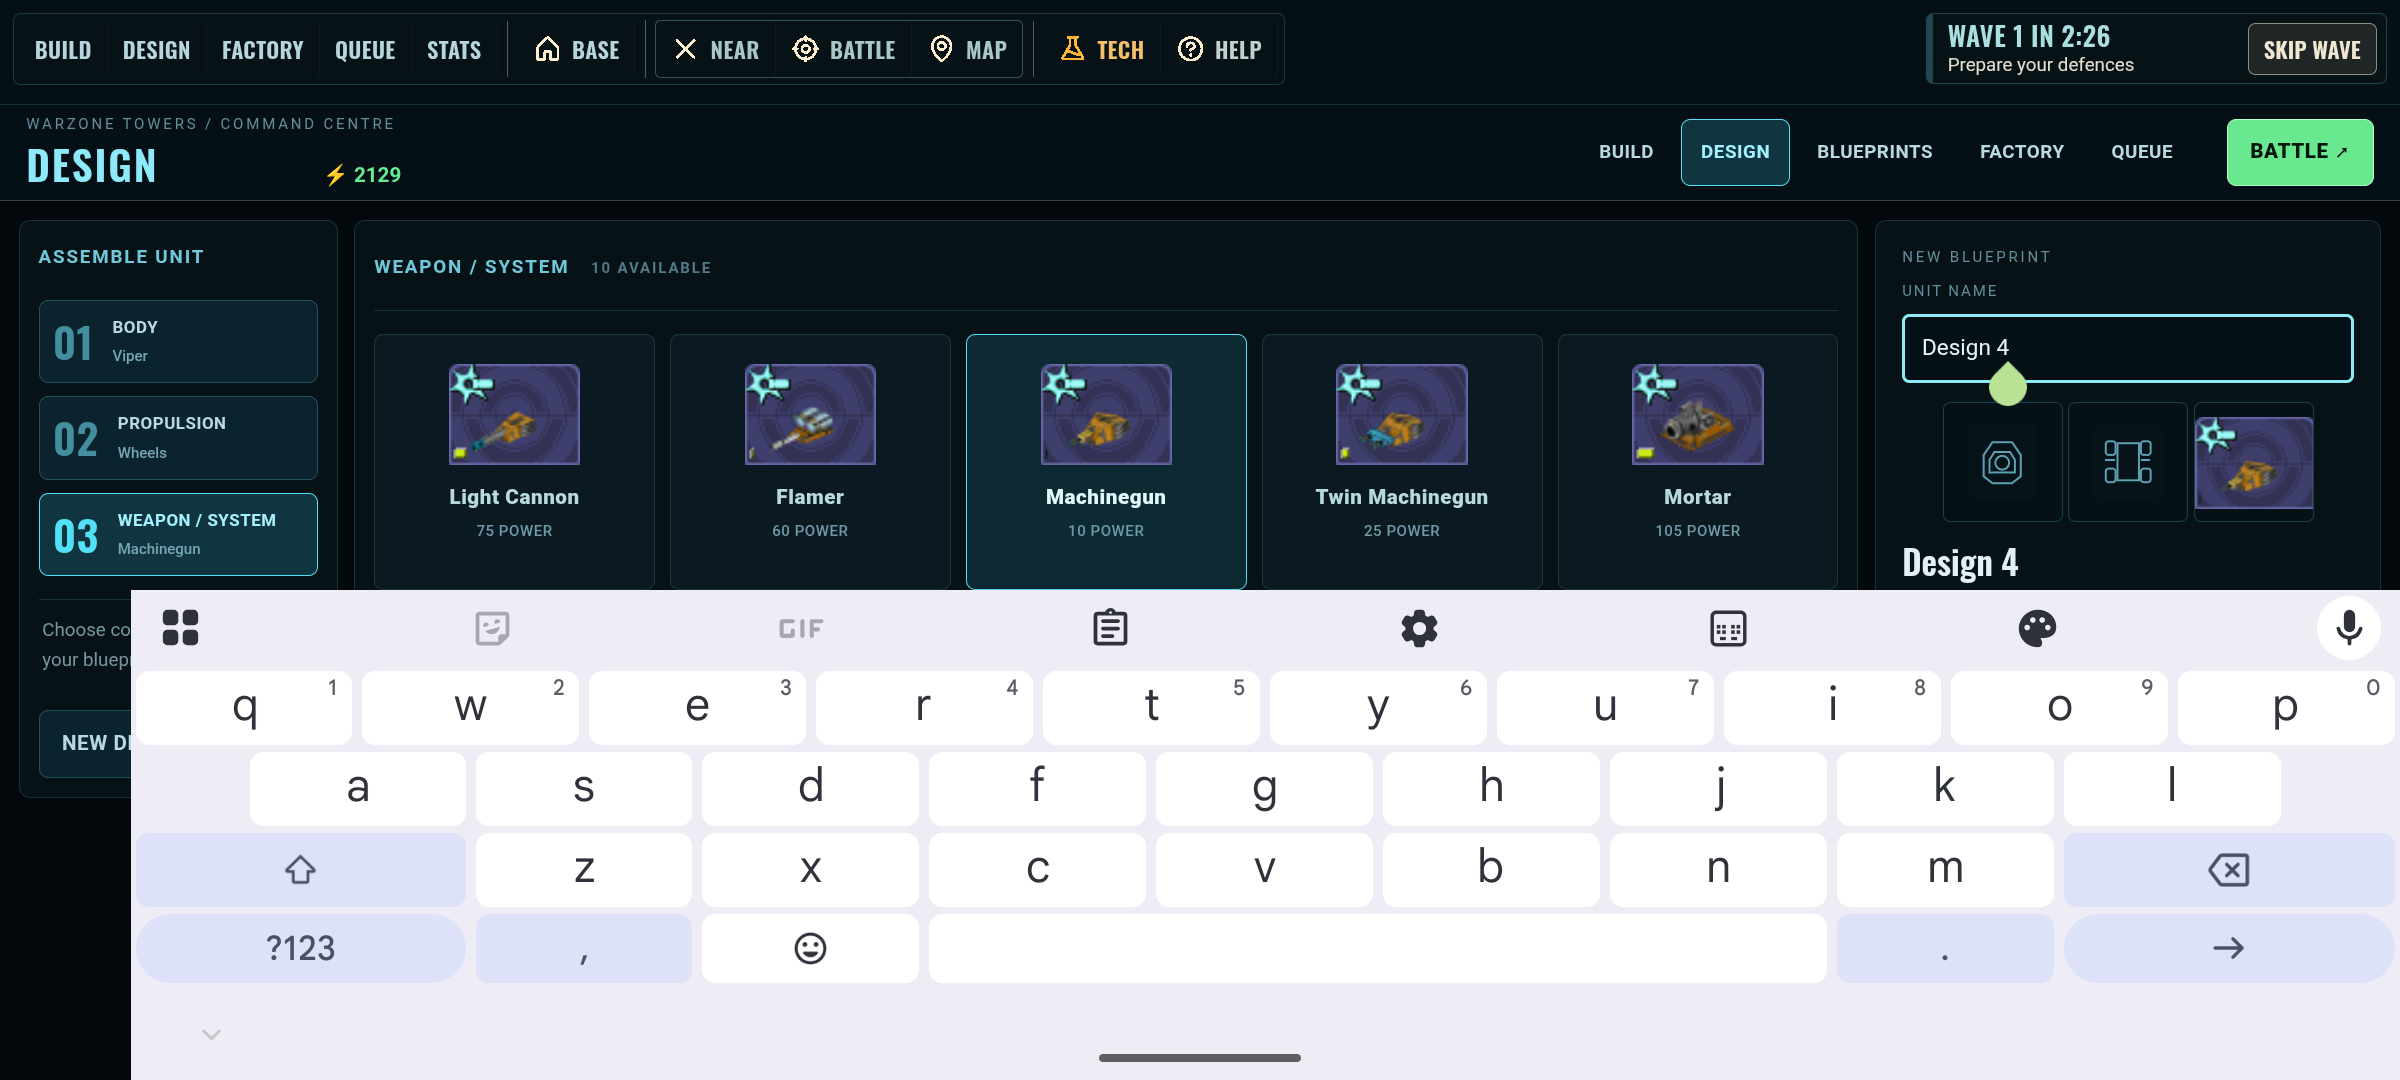 BUILD DESIGN FACTORY QUEUE STATS BASE NEAR BATTLE MAP TECH HELP
WAVE 1 IN 2:26
Prepare your defences
SKIP WAVE
WARZONE TOWERS / COMMAND CENTRE
DESIGN
⚡ 2129
BUILD DESIGN BLUEPRINTS FACTORY QUEUE BATTLE ↗
ASSEMBLE UNIT
01 BODY
Viper
02 PROPULSION
Wheels
03 WEAPON / SYSTEM
Machinegun
Choose co
your bluep
NEW DE
WEAPON / SYSTEM 10 AVAILABLE
Light Cannon
75 POWER
Flamer
60 POWER
Machinegun
10 POWER
Twin Machinegun
25 POWER
Mortar
105 POWER
NEW BLUEPRINT
UNIT NAME
Design 4
Design 4
GIF
q 1 w 2 e 3 r 4 t 5 y 6 u 7 i 8 o 9 p 0
a s d f g h j k l
z x c v b n m
?123 , .